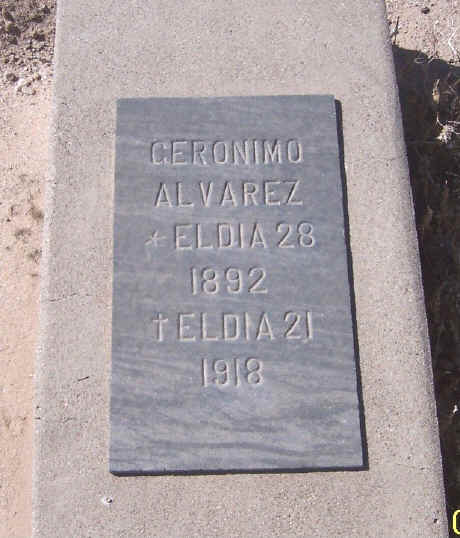 GERONIMO
ALVAREZ
* ELDIA 28
1892
† ELDIA 21
1918